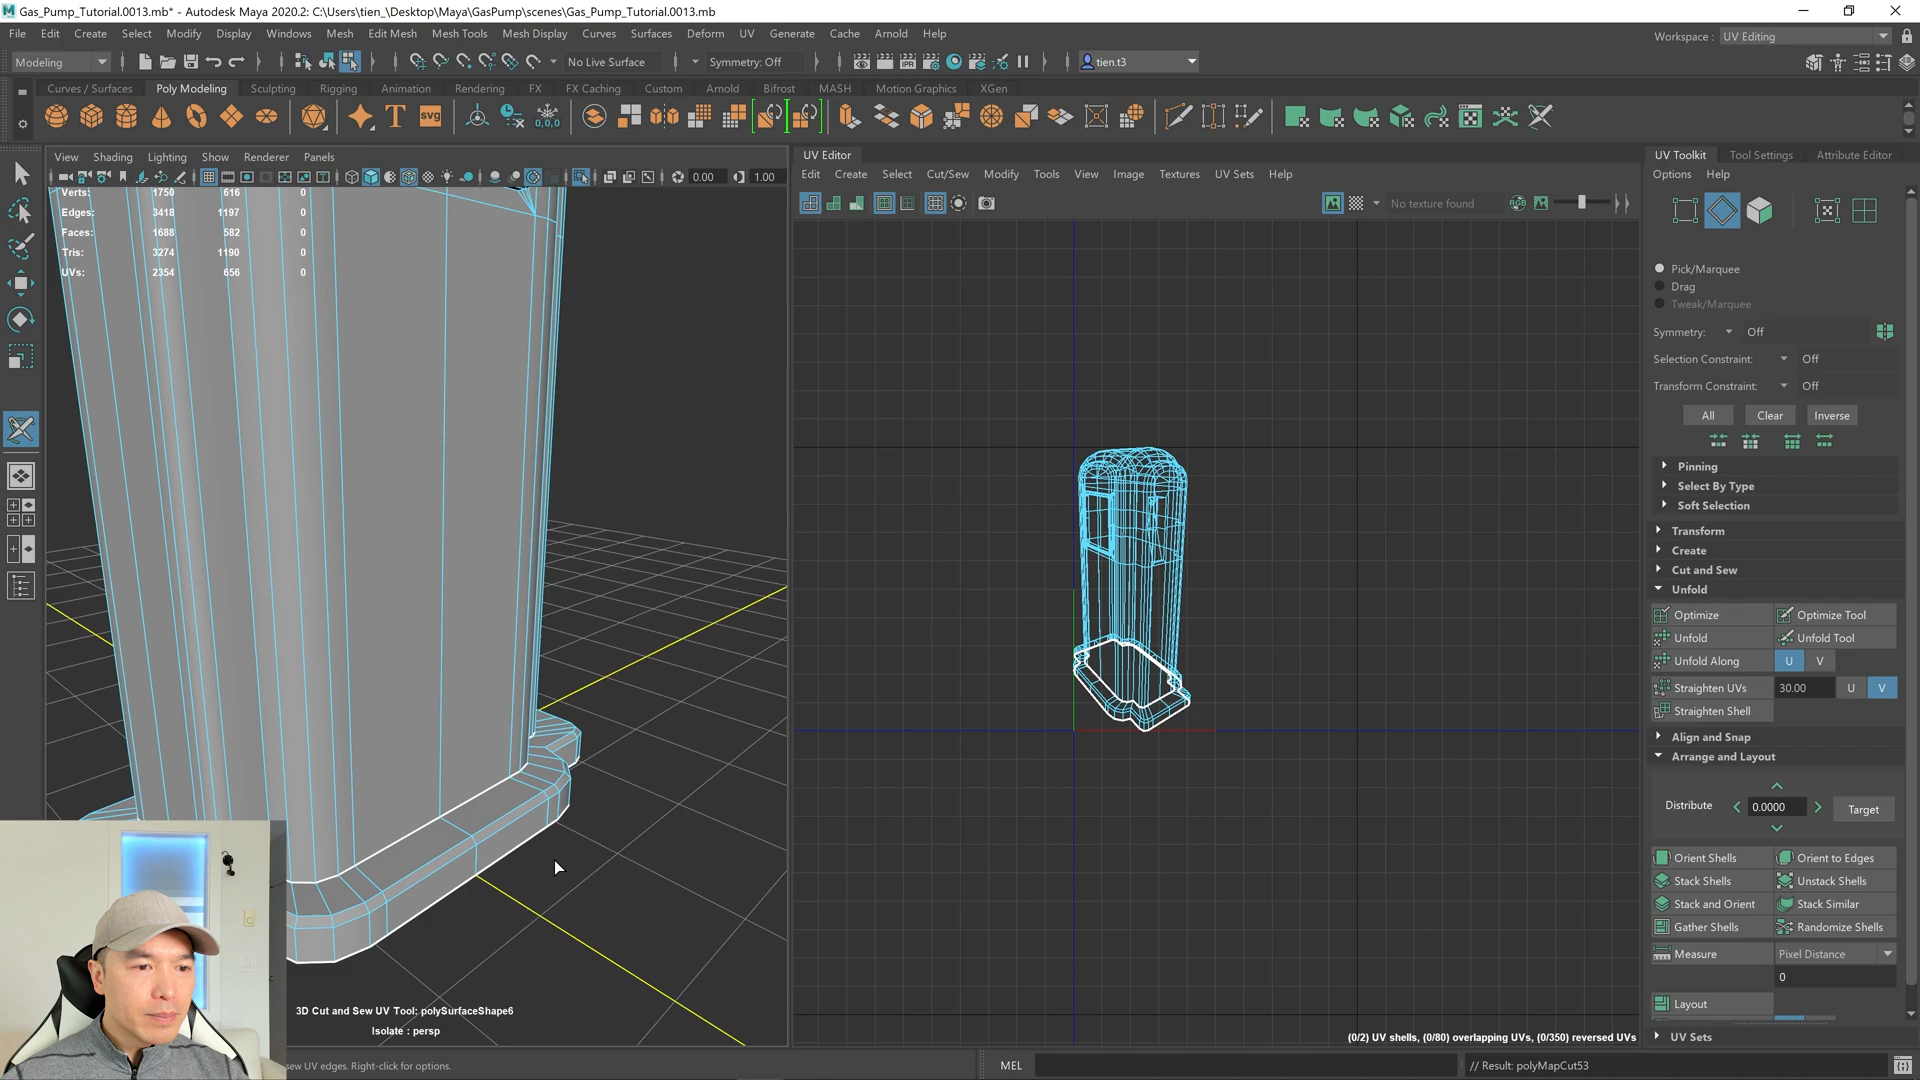 Gas_Pump_Tutorial.0013.mb* - Autodesk Maya 2020.2: C:\Users\tien_\Desktop\Maya\GasPump\scenes\Gas_Pump_Tutorial.0013.mb
File Edit Create Select Modify Display Windows Mesh Edit Mesh Mesh Tools Mesh Display Curves Surfaces Deform UV Generate Cache Arnold Help
Workspace : UV Editing
Modeling No Live Surface Symmetry: Off tien.t3
Curves / Surfaces Poly Modeling Sculpting Rigging Animation Rendering FX FX Caching Custom Arnold Bifrost MASH Motion Graphics XGen
T svg 0,0,0
View Shading Lighting Show Renderer Panels
0.00 1.00
Verts: 1750 616 0
Edges: 3418 1197 0
Faces: 1688 582 0
Tris: 3274 1190 0
UVs: 2354 656 0
3D Cut and Sew UV Tool: polySurfaceShape6
Isolate : persp
UV Editor
Edit Create Select Cut/Sew Modify Tools View Image Textures UV Sets Help
No texture found
RGB
(0/2) UV shells, (0/80) overlapping UVs, (0/350) reversed UVs
UV Toolkit Tool Settings Attribute Editor
Options Help
Pick/Marquee
Drag
Tweak/Marquee
Symmetry: Off
Selection Constraint: Off
Transform Constraint: Off
All Clear Inverse
Pinning
Select By Type
Soft Selection
Transform
Create
Cut and Sew
Unfold
Optimize Optimize Tool
Unfold Unfold Tool
Unfold Along U V
Straighten UVs 30.00 U V
Straighten Shell
Align and Snap
Arrange and Layout
Distribute 0.0000 Target
Orient Shells Orient to Edges
Stack Shells Unstack Shells
Stack and Orient Stack Similar
Gather Shells Randomize Shells
Measure Pixel Distance
0
Layout
UV Sets
sew UV edges. Right-click for options.
MEL
// Result: polyMapCut53